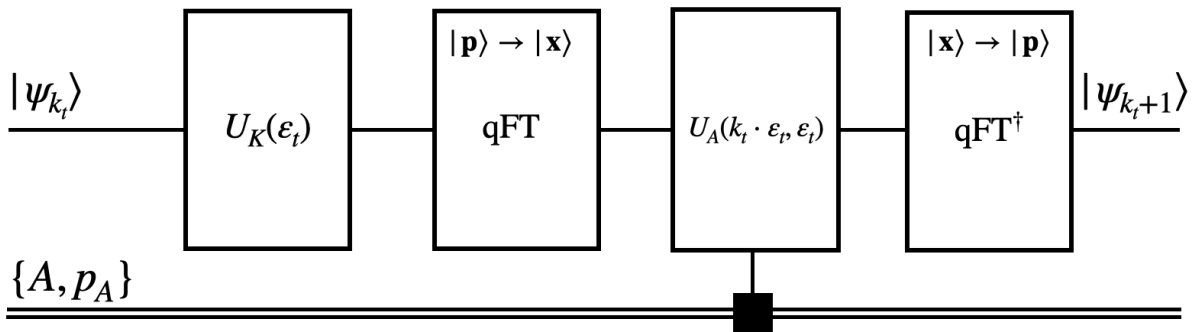 |ψ_{k_t}⟩
U_K(ε_t)
|𝐩⟩ → |𝐱⟩
qFT
U_A(k_t · ε_t, ε_t)
|𝐱⟩ → |𝐩⟩
qFT†
|ψ_{k_t+1}⟩
{A, p_A}